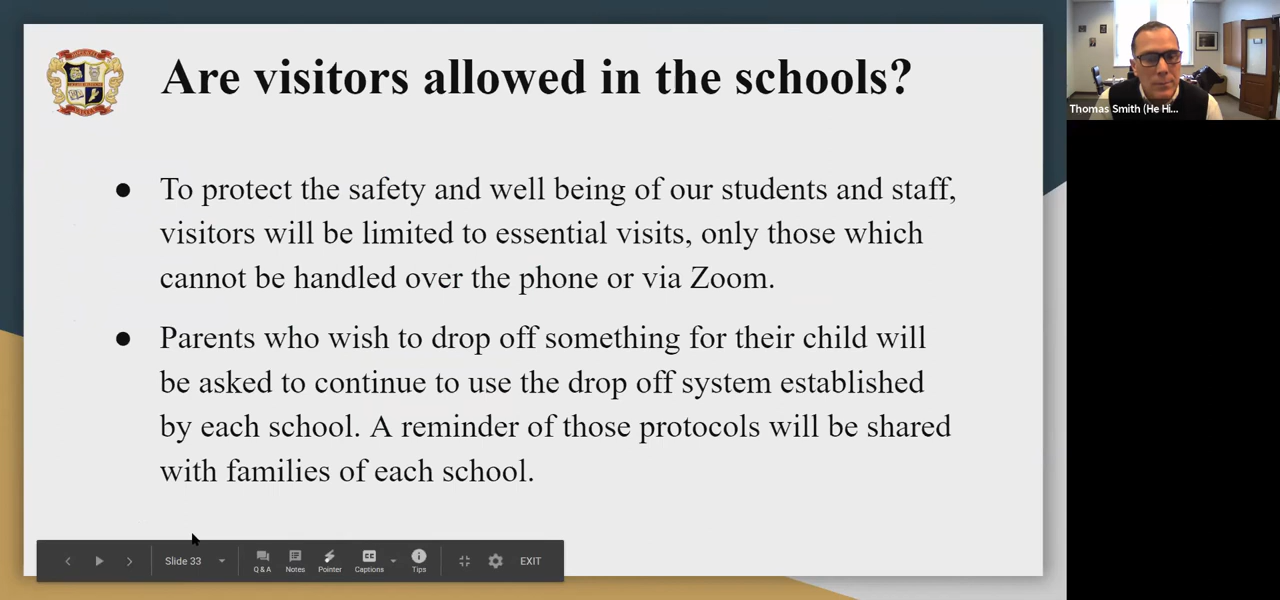 Are visitors allowed in the schools?
● To protect the safety and well being of our students and staff,
visitors will be limited to essential visits, only those which
cannot be handled over the phone or via Zoom.
● Parents who wish to drop off something for their child will
be asked to continue to use the drop off system established
by each school. A reminder of those protocols will be shared
with families of each school.
Slide 33
Q & A
Notes
Pointer
CC
Captions
Tips
EXIT
Thomas Smith (He Hi...